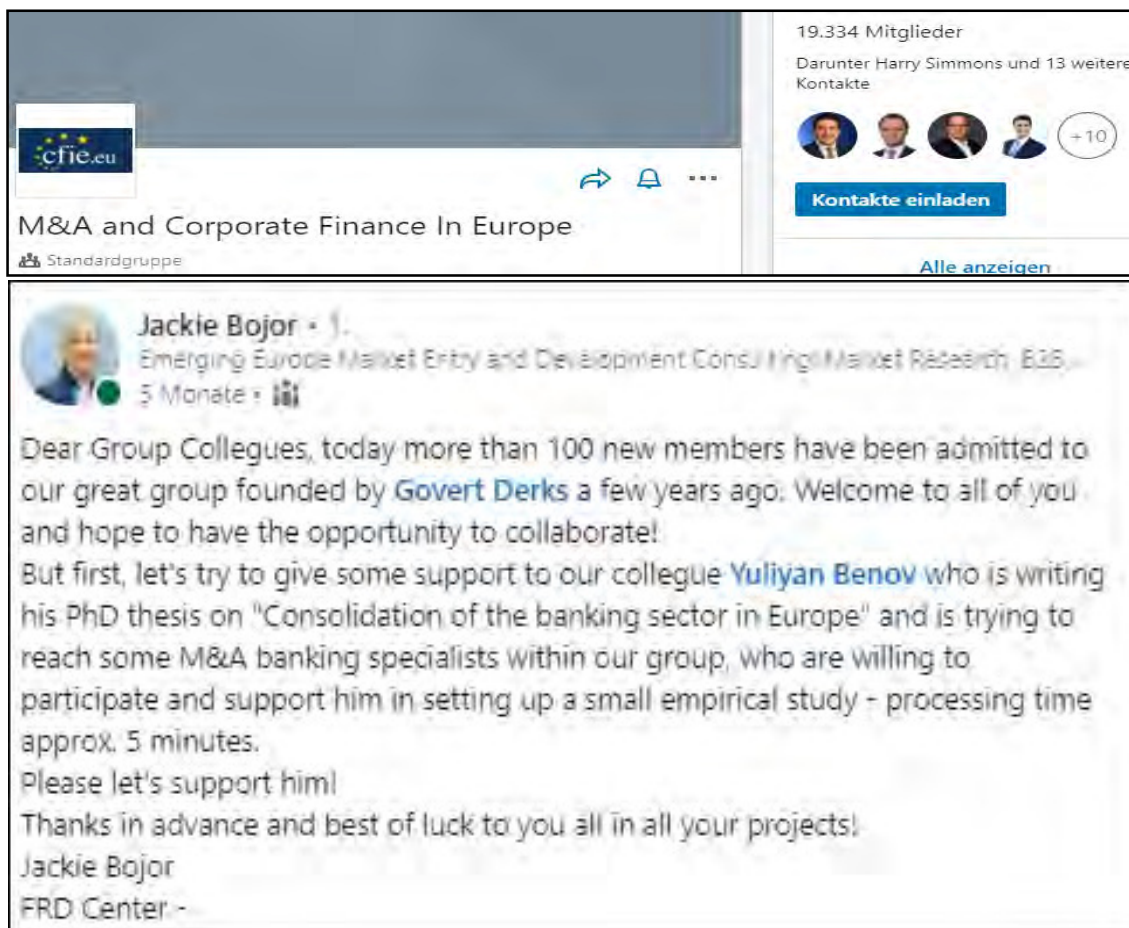 cfie.eu
M&A and Corporate Finance In Europe
Standardgruppe
19.334 Mitglieder
Darunter Harry Simmons und 13 weitere
Kontakte
+10
Kontakte einladen
Alle anzeigen
Jackie Bojor • 1.
Emerging Europe Market Entry and Development Consulting Market Research, B2B...
5 Monate •
Dear Group Collegues, today more than 100 new members have been admitted to
our great group founded by Govert Derks a few years ago. Welcome to all of you
and hope to have the opportunity to collaborate!
But first, let's try to give some support to our collegue Yuliyan Benov who is writing
his PhD thesis on "Consolidation of the banking sector in Europe" and is trying to
reach some M&A banking specialists within our group, who are willing to
participate and support him in setting up a small empirical study - processing time
approx. 5 minutes.
Please let's support him!
Thanks in advance and best of luck to you all in all your projects!
Jackie Bojor
FRD Center -